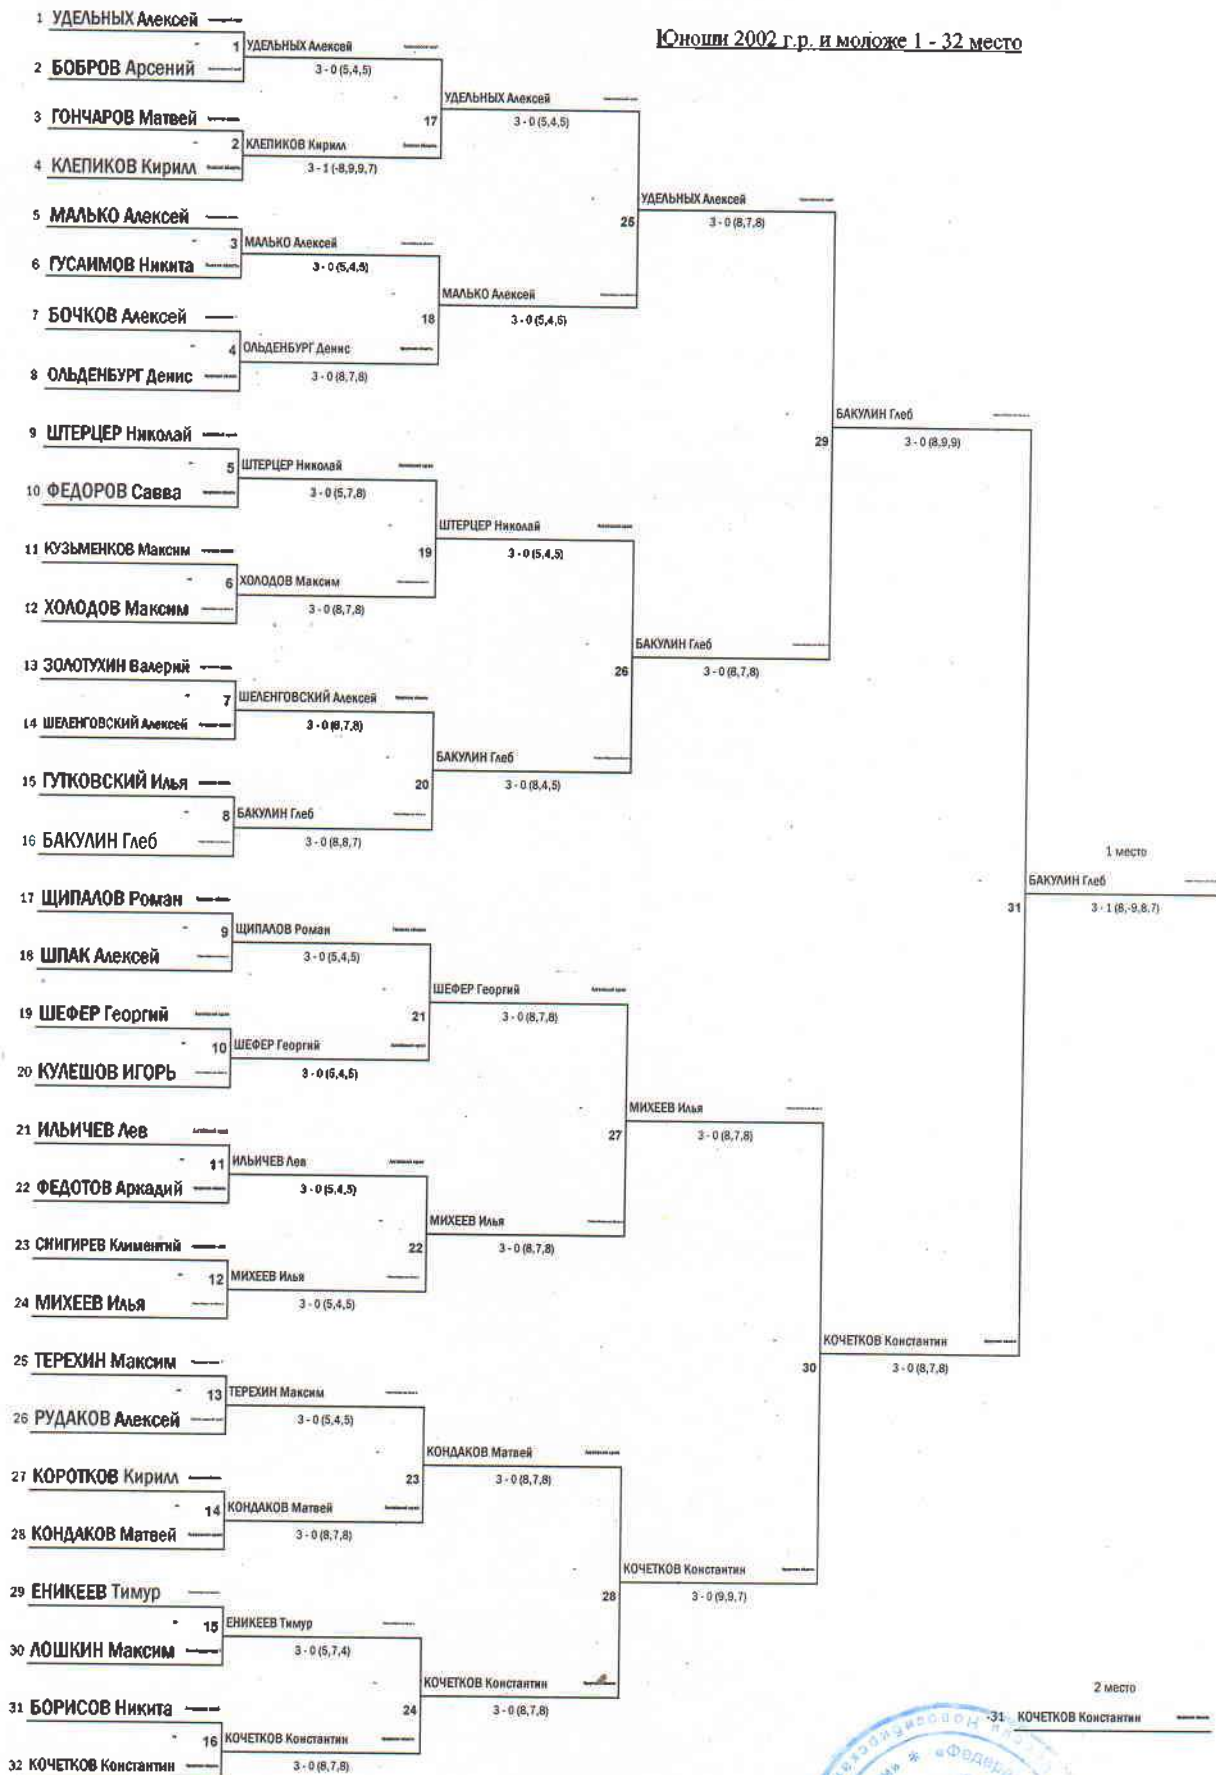 Юноши 2002 г.р. и моложе 1 - 32 место
1 УДЕЛЬНЫХ Алексей
1 УДЕЛЬНЫХ Алексей
2 БОБРОВ Арсений
3 - 0 (5,4,5)
УДЕЛЬНЫХ Алексей
3 ГОНЧАРОВ Матвей
17
3 - 0 (5,4,5)
2 КЛЕПИКОВ Кирилл
4 КЛЕПИКОВ Кирилл
3 - 1 (-8,9,9,7)
УДЕЛЬНЫХ Алексей
5 МАЛЬКО Алексей
25
3 - 0 (8,7,8)
3 МАЛЬКО Алексей
6 ГУСАИМОВ Никита
3 - 0 (5,4,5)
МАЛЬКО Алексей
7 БОЧКОВ Алексей
18
3 - 0 (5,4,5)
4 ОЛЬДЕНБУРГ Денис
8 ОЛЬДЕНБУРГ Денис
3 - 0 (8,7,8)
БАКУЛИН Глеб
9 ШТЕРЦЕР Николай
29
3 - 0 (8,9,9)
5 ШТЕРЦЕР Николай
10 ФЕДОРОВ Савва
3 - 0 (5,7,8)
ШТЕРЦЕР Николай
11 КУЗЬМЕНКОВ Максим
19
3 - 0 (5,4,5)
6 ХОЛОДОВ Максим
12 ХОЛОДОВ Максим
3 - 0 (8,7,8)
БАКУЛИН Глеб
13 ЗОЛОТУХИН Валерий
26
3 - 0 (8,7,8)
7 ШЕЛЕНГОВСКИЙ Алексей
14 ШЕЛЕНГОВСКИЙ Алексей
3 - 0 (8,7,8)
БАКУЛИН Глеб
15 ГУТКОВСКИЙ Илья
20
3 - 0 (8,4,5)
8 БАКУЛИН Глеб
16 БАКУЛИН Глеб
3 - 0 (8,8,7)
1 место
БАКУЛИН Глеб
17 ЩИПАЛОВ Роман
31
3 - 1 (8,-9,8,7)
9 ЩИПАЛОВ Роман
18 ШПАК Алексей
3 - 0 (5,4,5)
ШЕФЕР Георгий
19 ШЕФЕР Георгий
21
3 - 0 (8,7,8)
10 ШЕФЕР Георгий
20 КУЛЕШОВ ИГОРЬ
3 - 0 (5,4,5)
МИХЕЕВ Илья
21 ИЛЬИЧЕВ Лев
27
3 - 0 (8,7,8)
11 ИЛЬИЧЕВ Лев
22 ФЕДОТОВ Аркадий
3 - 0 (5,4,5)
МИХЕЕВ Илья
23 СНИГИРЕВ Климентий
22
3 - 0 (8,7,8)
12 МИХЕЕВ Илья
24 МИХЕЕВ Илья
3 - 0 (5,4,5)
КОЧЕТКОВ Константин
25 ТЕРЕХИН Максим
30
3 - 0 (8,7,8)
13 ТЕРЕХИН Максим
26 РУДАКОВ Алексей
3 - 0 (5,4,5)
КОНДАКОВ Матвей
27 КОРОТКОВ Кирилл
23
3 - 0 (8,7,8)
14 КОНДАКОВ Матвей
28 КОНДАКОВ Матвей
3 - 0 (8,7,8)
КОЧЕТКОВ Константин
29 ЕНИКЕЕВ Тимур
28
3 - 0 (9,9,7)
15 ЕНИКЕЕВ Тимур
30 ЛОШКИН Максим
3 - 0 (5,7,4)
КОЧЕТКОВ Константин
31 БОРИСОВ Никита
24
3 - 0 (8,7,8)
16 КОЧЕТКОВ Константин
32 КОЧЕТКОВ Константин
3 - 0 (8,7,8)
2 место
-31 КОЧЕТКОВ Константин